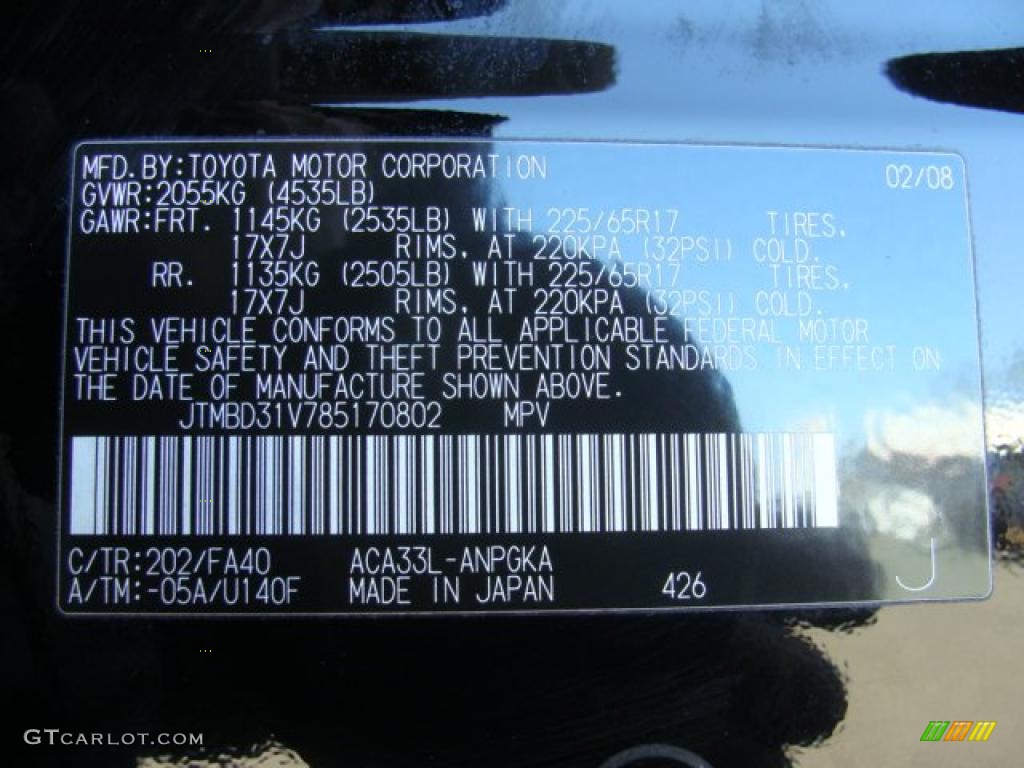 MFD.BY:TOYOTA MOTOR CORPORATION 02/08
GVWR:2055KG (4535LB)
GAWR:FRT. 1145KG (2535LB) WITH 225/65R17 TIRES,
17X7J RIMS, AT 220KPA (32PSI) COLD.
RR. 1135KG (2505LB) WITH 225/65R17 TIRES,
17X7J RIMS, AT 220KPA (32PSI) COLD.
THIS VEHICLE CONFORMS TO ALL APPLICABLE FEDERAL MOTOR
VEHICLE SAFETY AND THEFT PREVENTION STANDARDS IN EFFECT ON
THE DATE OF MANUFACTURE SHOWN ABOVE.
JTMBD31V785170802 MPV
C/TR:202/FA40 ACA33L-ANPGKA
A/TM:-05A/U140F MADE IN JAPAN 426 J
GTCARLOT.COM